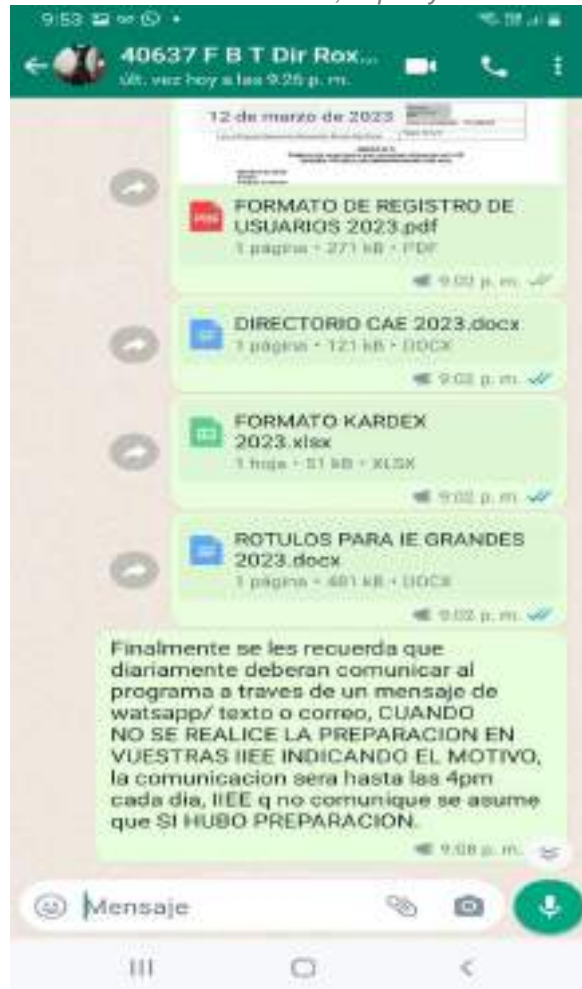 9:53
40637 F B T Dir Rox...
últ. vez hoy a las 9:26 p. m.
12 de marzo de 2023
FORMATO DE REGISTRO DE
USUARIOS 2023.pdf
1 página • 271 kB • PDF
9:02 p. m.
DIRECTORIO CAE 2023.docx
1 página • 121 kB • DOCX
9:02 p. m.
FORMATO KARDEX
2023.xlsx
1 hoja • 51 kB • XLSX
9:02 p. m.
ROTULOS PARA IE GRANDES
2023.docx
1 página • 481 kB • DOCX
9:02 p. m.
Finalmente se les recuerda que
diariamente deberan comunicar al
programa a traves de un mensaje de
watsapp/ texto o correo, CUANDO
NO SE REALICE LA PREPARACION EN
VUESTRAS IIEE INDICANDO EL MOTIVO,
la comunicacion sera hasta las 4pm
cada dia, IIEE q no comunique se asume
que SI HUBO PREPARACION.
9:08 p. m.
Mensaje